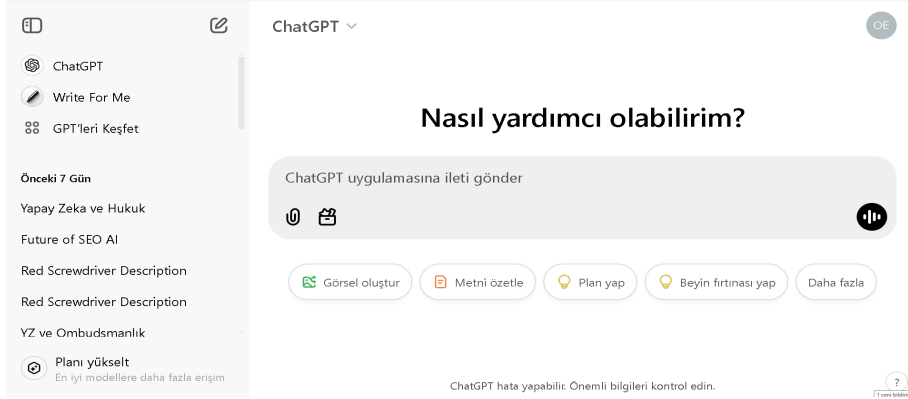 ChatGPT
Write For Me
GPT'leri Keşfet
Önceki 7 Gün
Yapay Zeka ve Hukuk
Future of SEO AI
Red Screwdriver Description
Red Screwdriver Description
YZ ve Ombudsmanlık
Planı yükselt
En iyi modellere daha fazla erişim
ChatGPT
OE
Nasıl yardımcı olabilirim?
ChatGPT uygulamasına ileti gönder
Görsel oluştur
Metni özetle
Plan yap
Beyin fırtınası yap
Daha fazla
ChatGPT hata yapabilir. Önemli bilgileri kontrol edin.
?
1 yeni bildiri